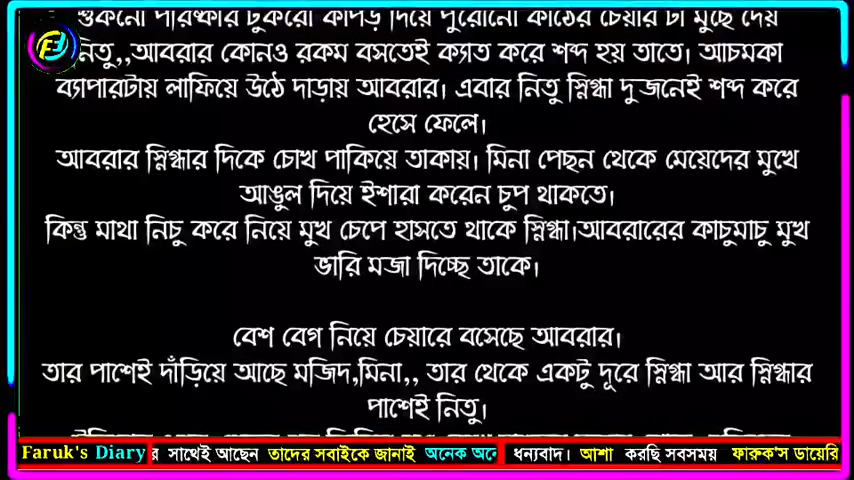 শুকনো পরিষ্কার টুকরো কাপড় দিয়ে পুরোনো কাঠের চেয়ার টা মুছে দেয়
নিতু,,আবরার কোনও রকম বসতেই ক্যাত করে শব্দ হয় তাতে। আচমকা
ব্যাপারটায় লাফিয়ে উঠে দাড়ায় আবরার। এবার নিতু স্নিগ্ধা দু'জনেই শব্দ করে
হেসে ফেলে।
আবরার স্নিগ্ধার দিকে চোখ পাকিয়ে তাকায়। মিনা পেছন থেকে মেয়েদের মুখে
আঙুল দিয়ে ইশারা করেন চুপ থাকতে।
কিন্তু মাথা নিচু করে নিয়ে মুখ চেপে হাসতে থাকে স্নিগ্ধা।আবরারের কাচুমাচু মুখ
ভারি মজা দিচ্ছে তাকে।
বেশ বেগ নিয়ে চেয়ারে বসেছে আবরার।
তার পাশেই দাঁড়িয়ে আছে মজিদ,মিনা,, তার থেকে একটু দূরে স্নিগ্ধা আর স্নিগ্ধার
পাশেই নিতু।
Faruk's Diary র সাথেই আছেন তাদের সবাইকে জানাই অনেক অনে ধন্যবাদ। আশা করছি সবসময় ফারুক'স ডায়েরি